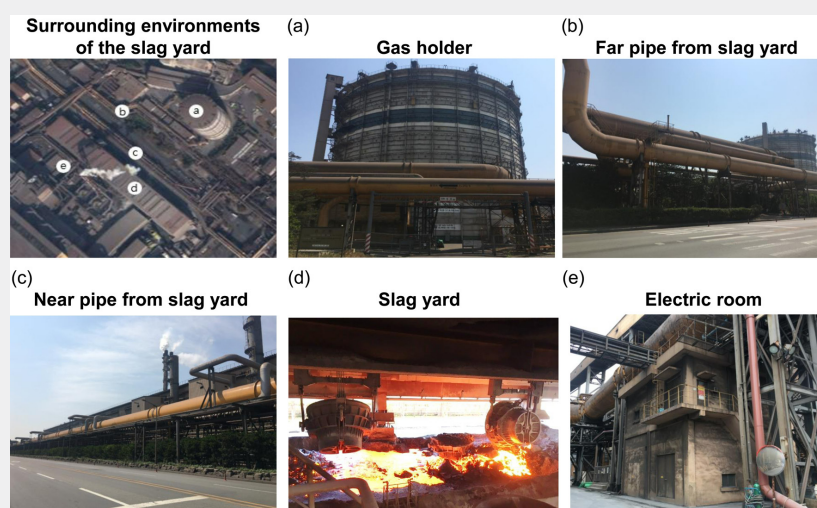 Surrounding environments
of the slag yard
(a)
Gas holder
(b)
Far pipe from slag yard
a
b
c
e
d
(c)
Near pipe from slag yard
(d)
Slag yard
(e)
Electric room